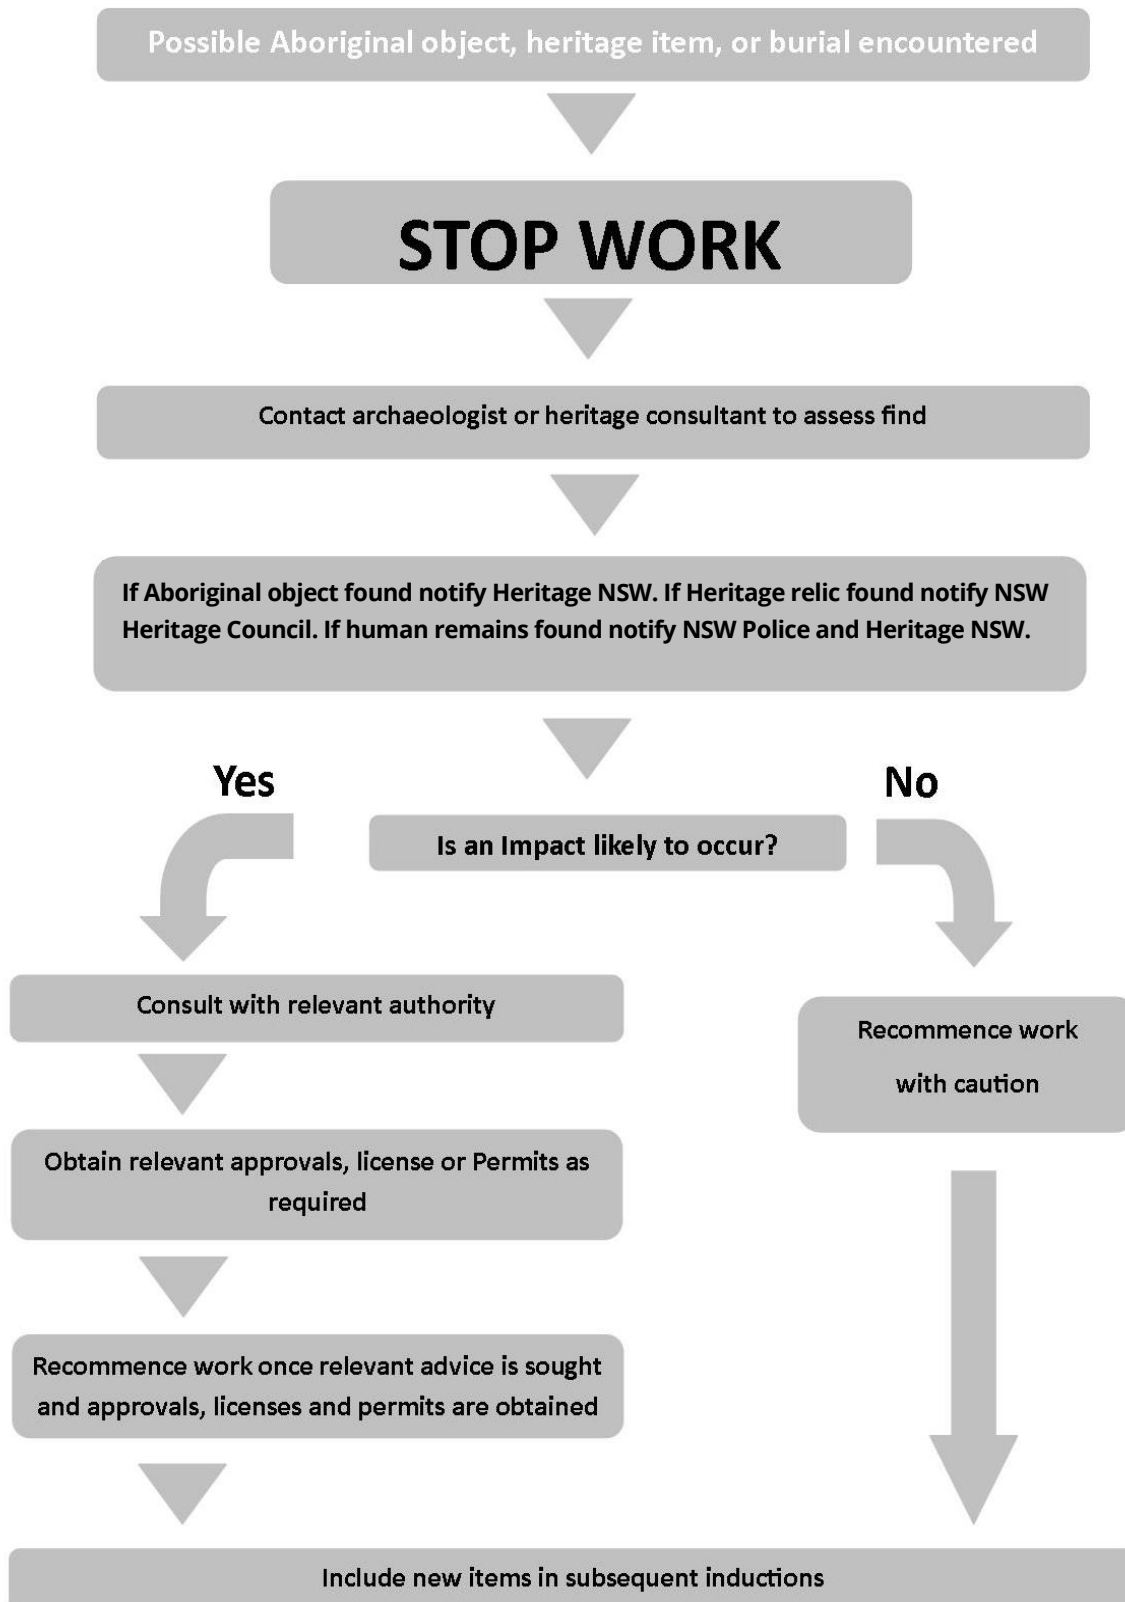 Possible Aboriginal object, heritage item, or burial encountered
STOP WORK
Contact archaeologist or heritage consultant to assess find
If Aboriginal object found notify Heritage NSW. If Heritage relic found notify NSW
Heritage Council. If human remains found notify NSW Police and Heritage NSW.
Yes
No
Is an Impact likely to occur?
Consult with relevant authority
Recommence work
with caution
Obtain relevant approvals, license or Permits as
required
Recommence work once relevant advice is sought
and approvals, licenses and permits are obtained
Include new items in subsequent inductions